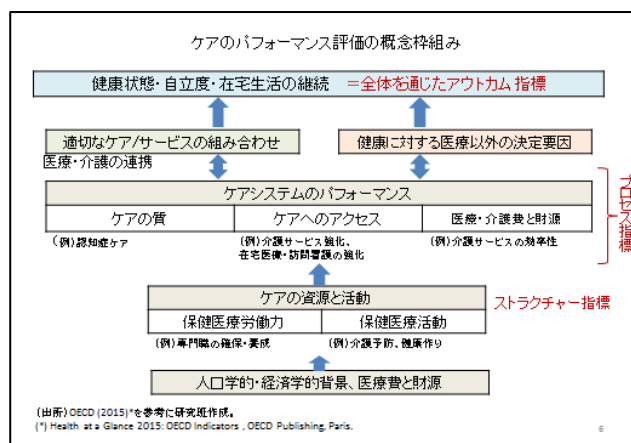 ケアのパフォーマンス評価の概念枠組み
健康状態・自立度・在宅生活の継続 =全体を通じたアウトカム指標
適切なケア/サービスの組み合わせ
健康に対する医療以外の決定要因
医療・介護の連携
ケアシステムのパフォーマンス
ケアの質
ケアへのアクセス
医療・介護費と財源
(例)認知症ケア
(例)介護サービス強化、
在宅医療・訪問看護の強化
(例)介護サービスの効率性
プロセス指標
ケアの資源と活動
ストラクチャー指標
保健医療労働力
保健医療活動
(例)専門職の確保・養成
(例)介護予防、健康作り
人口学的・経済学的背景、医療費と財源
(出所)OECD (2015)*を参考に研究班作成。
(*) Health at a Glance 2015: OECD Indicators , OECD Publishing, Paris.
6